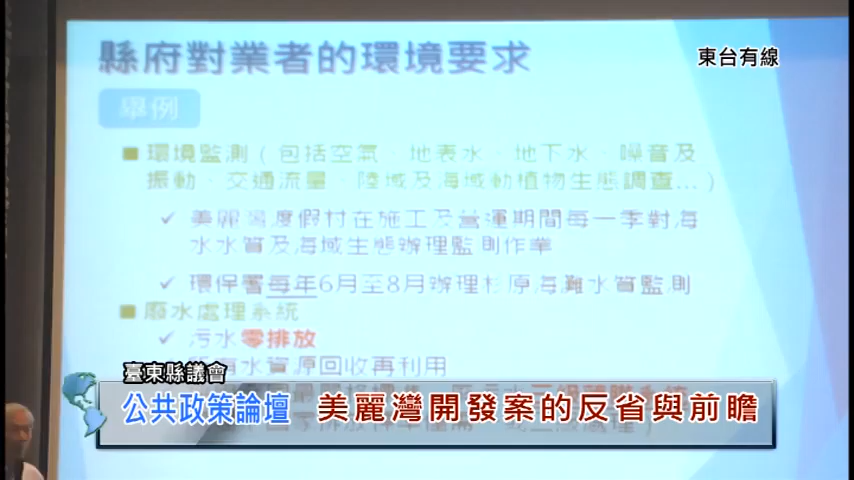 縣府對業者的環境要求
東台有線
舉例
環境監測(包括空氣、地表水、地下水、噪音及
振動、交通流量、陸域及海域動植物生態調查...)
美麗灣度假村在施工及營運期間每一季對海
水水質及海域生態辦理監測作業
環保署每年6月至8月辦理杉原海灘水質監測
廢水處理系統
污水零排放
所有水資源回收再利用
臺東縣議會
公共政策論壇 美麗灣開發案的反省與前瞻